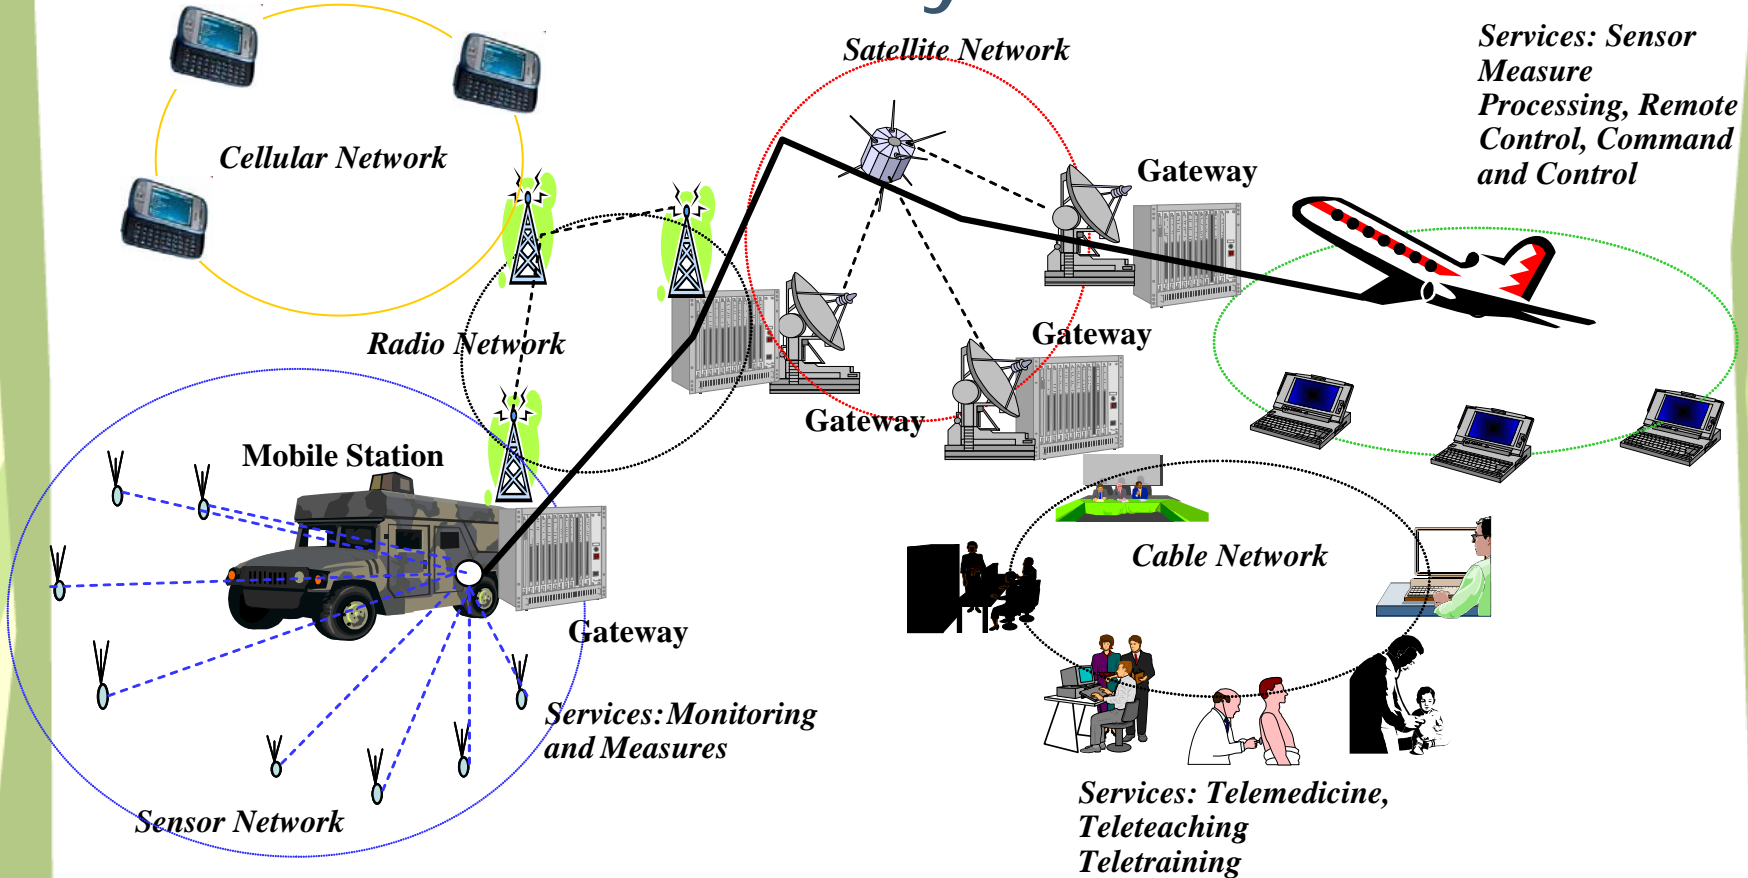 Satellite Network
Services: Sensor
Measure
Processing, Remote
Control, Command
and Control
Cellular Network
Gateway
Radio Network
Gateway
Gateway
Mobile Station
Cable Network
Gateway
Services: Monitoring
and Measures
Sensor Network
Services: Telemedicine,
Teleteaching
Teletraining